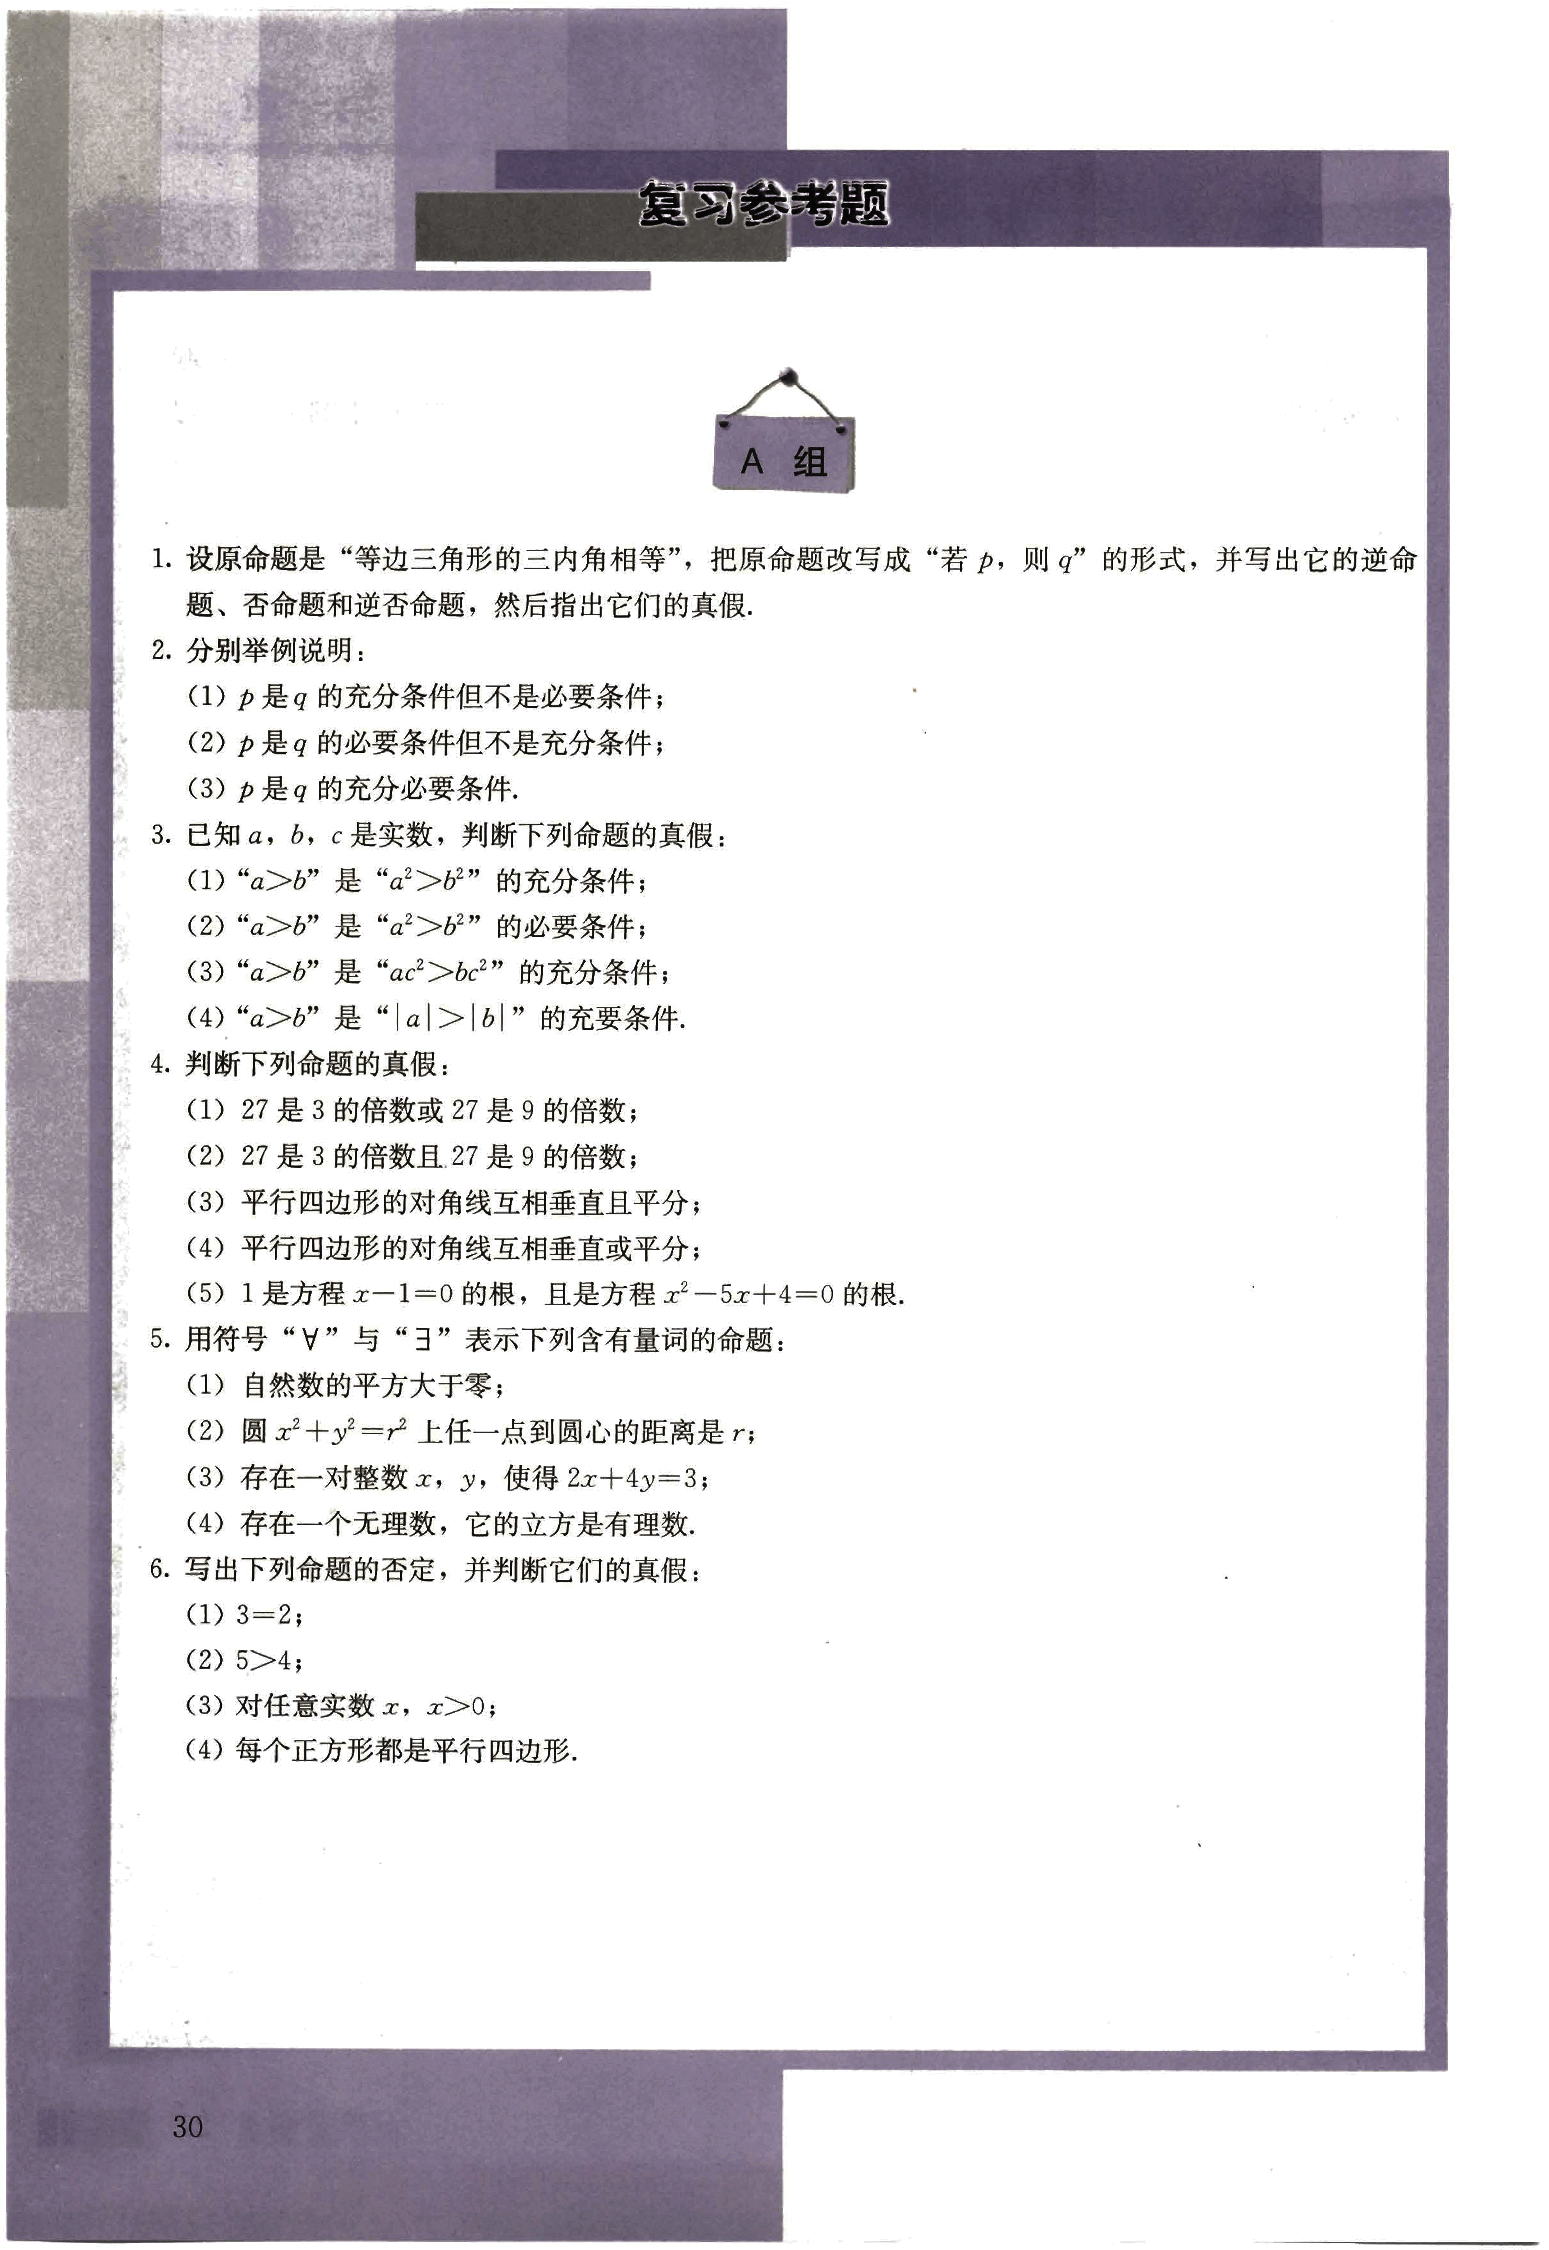 复习参考题
A 组
1. 设原命题是“等边三角形的三内角相等”，把原命题改写成“若 p，则 q”的形式，并写出它的逆命
题、否命题和逆否命题，然后指出它们的真假.
2. 分别举例说明：
(1) p 是 q 的充分条件但不是必要条件；
(2) p 是 q 的必要条件但不是充分条件；
(3) p 是 q 的充分必要条件.
3. 已知 a，b，c 是实数，判断下列命题的真假：
(1) “a>b” 是 “a²>b²” 的充分条件；
(2) “a>b” 是 “a²>b²” 的必要条件；
(3) “a>b” 是 “ac²>bc²” 的充分条件；
(4) “a>b” 是 “|a|>|b|” 的充要条件.
4. 判断下列命题的真假：
(1) 27 是 3 的倍数或 27 是 9 的倍数；
(2) 27 是 3 的倍数且 27 是 9 的倍数；
(3) 平行四边形的对角线互相垂直且平分；
(4) 平行四边形的对角线互相垂直或平分；
(5) 1 是方程 x−1=0 的根，且是方程 x²−5x+4=0 的根.
5. 用符号 “∀” 与 “∃” 表示下列含有量词的命题：
(1) 自然数的平方大于零；
(2) 圆 x²+y²=r² 上任一点到圆心的距离是 r；
(3) 存在一对整数 x，y，使得 2x+4y=3；
(4) 存在一个无理数，它的立方是有理数.
6. 写出下列命题的否定，并判断它们的真假：
(1) 3=2；
(2) 5>4；
(3) 对任意实数 x，x>0；
(4) 每个正方形都是平行四边形.
30